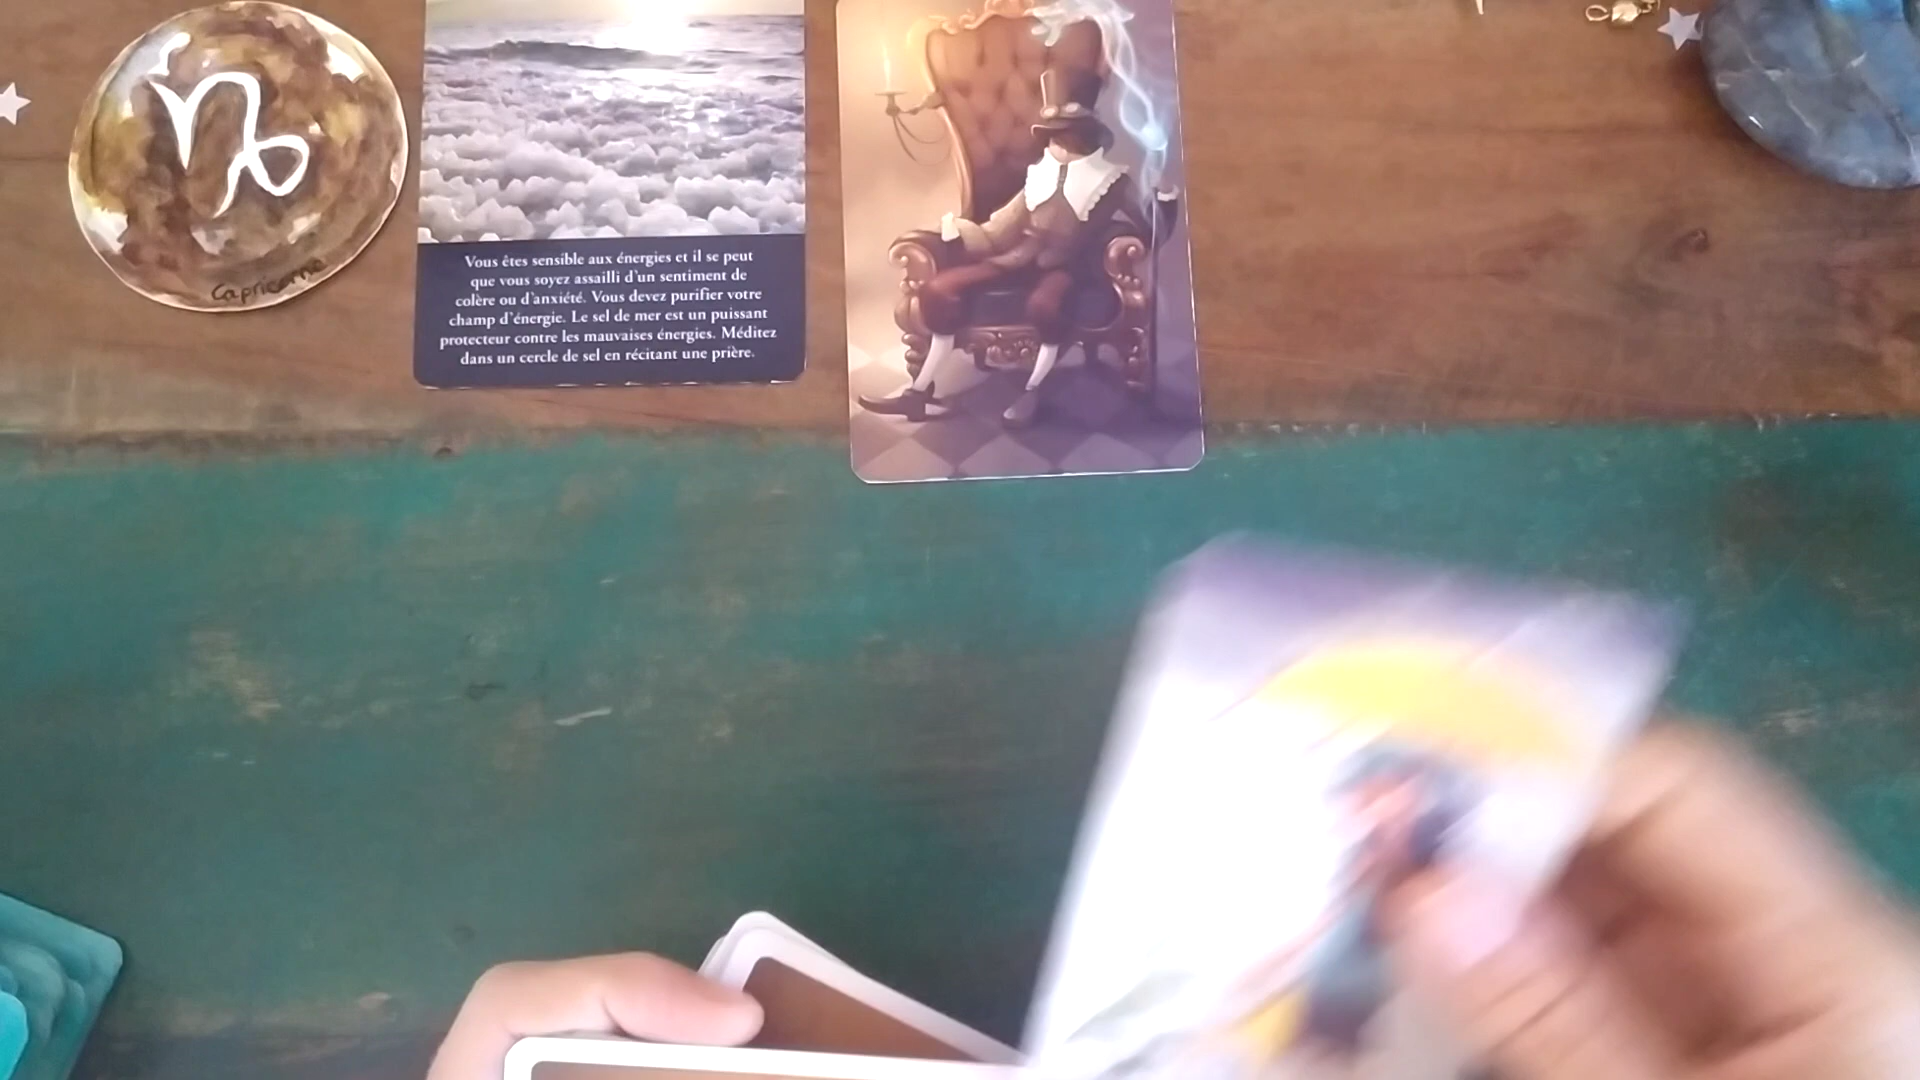 Capricorne
Vous êtes sensible aux énergies et il se peut
que vous soyez assailli d'un sentiment de
colère ou d'anxiété. Vous devez purifier votre
champ d'énergie. Le sel de mer est un puissant
protecteur contre les mauvaises énergies. Méditez
dans un cercle de sel en récitant une prière.